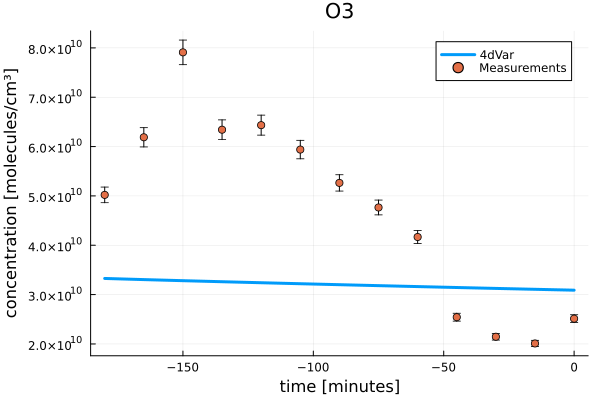 O3
4dVar
Measurements
8.0×10¹⁰
7.0×10¹⁰
6.0×10¹⁰
5.0×10¹⁰
4.0×10¹⁰
3.0×10¹⁰
2.0×10¹⁰
concentration [molecules/cm³]
−150 −100 −50 0
time [minutes]